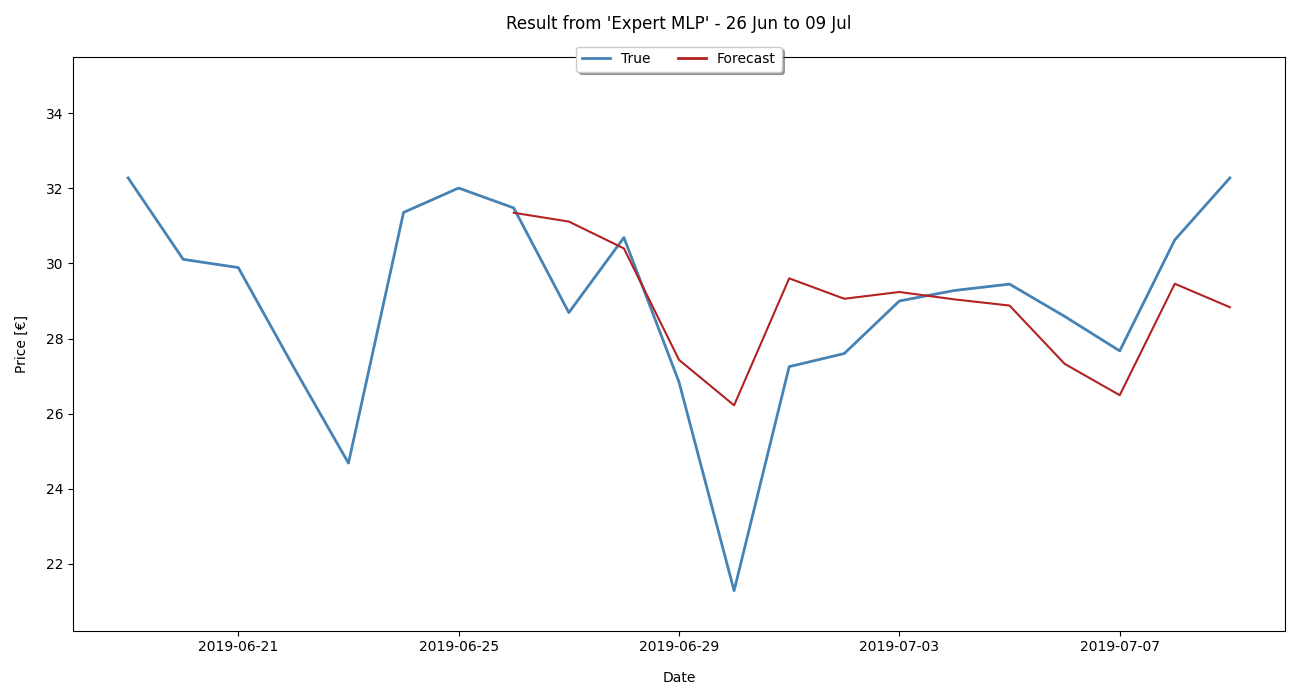 Result from 'Expert MLP' - 26 Jun to 09 Jul
True Forecast
34
32
30
28
26
24
22
Price [€]
2019-06-21 2019-06-25 2019-06-29 2019-07-03 2019-07-07
Date